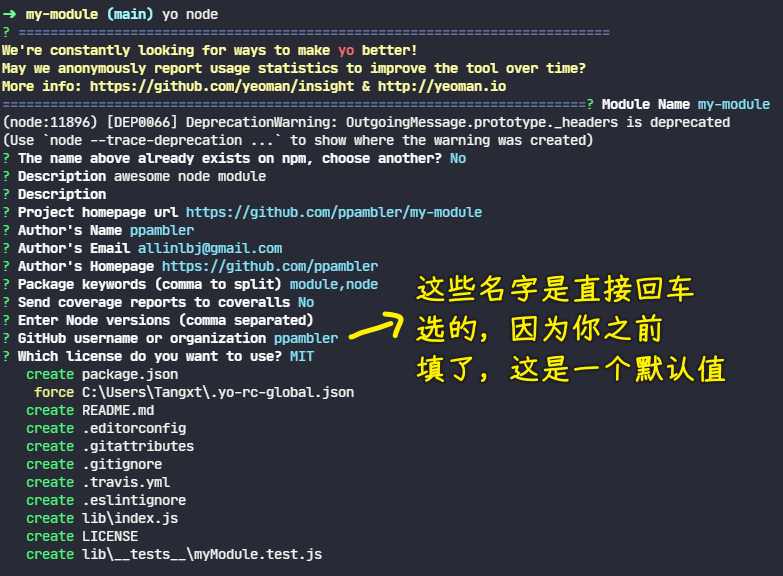 → my-module (main) yo node
? ==========================================================================
We're constantly looking for ways to make yo better!
May we anonymously report usage statistics to improve the tool over time?
More info: https://github.com/yeoman/insight & http://yeoman.io
=========================================================================? Module Name my-module
(node:11896) [DEP0066] DeprecationWarning: OutgoingMessage.prototype._headers is deprecated
(Use `node --trace-deprecation ...` to show where the warning was created)
? The name above already exists on npm, choose another? No
? Description awesome node module
? Description
? Project homepage url https://github.com/ppambler/my-module
? Author's Name ppambler
? Author's Email allinlbj@gmail.com
? Author's Homepage https://github.com/ppambler
? Package keywords (comma to split) module,node
? Send coverage reports to coveralls No
? Enter Node versions (comma separated)
? GitHub username or organization ppambler
? Which license do you want to use? MIT
create package.json
force C:\Users\Tangxt\.yo-rc-global.json
create README.md
create .editorconfig
create .gitattributes
create .gitignore
create .travis.yml
create .eslintignore
create lib\index.js
create LICENSE
create lib\__tests__\myModule.test.js
这些名字是直接回车
选的，因为你之前
填了，这是一个默认值